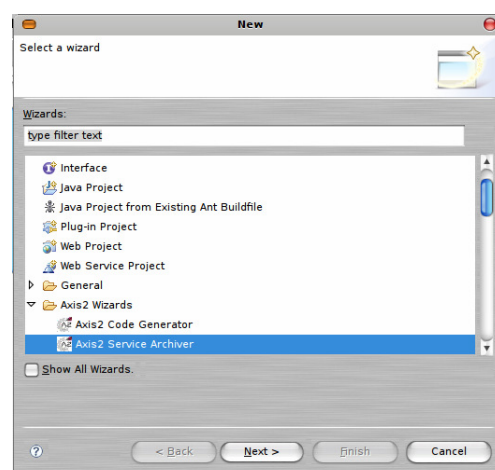 New
Select a wizard
Wizards:
type filter text
Interface
Java Project
Java Project from Existing Ant Buildfile
Plug-in Project
Web Project
Web Service Project
General
Axis2 Wizards
Axis2 Code Generator
Axis2 Service Archiver
Show All Wizards.
? < Back Next > Finish Cancel